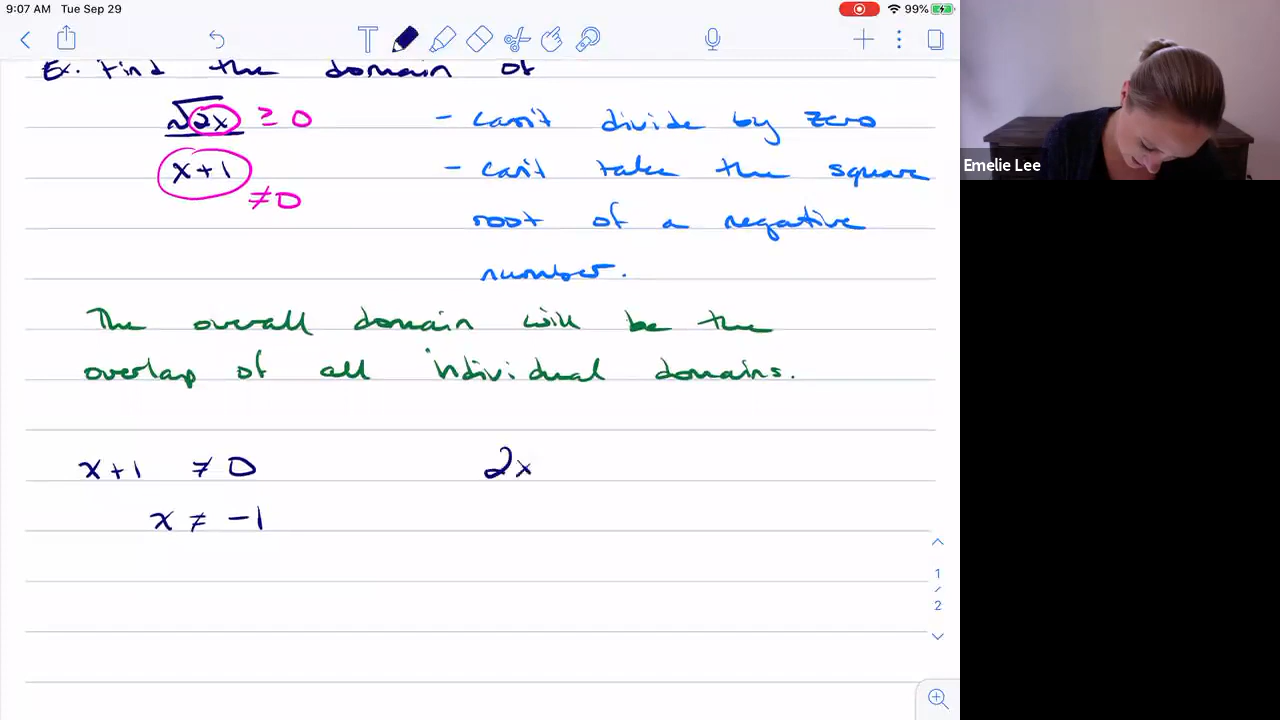 9:07 AM Tue Sep 29
99%
Ex. Find the domain of
√2x ≥ 0
x+1
≠0
- can't divide by zero
- can't take the square
root of a negative
number.
Emelie Lee
The overall domain will be the
overlap of all individual domains.
x+1 ≠ 0
2x
x ≠ -1
1
/
2